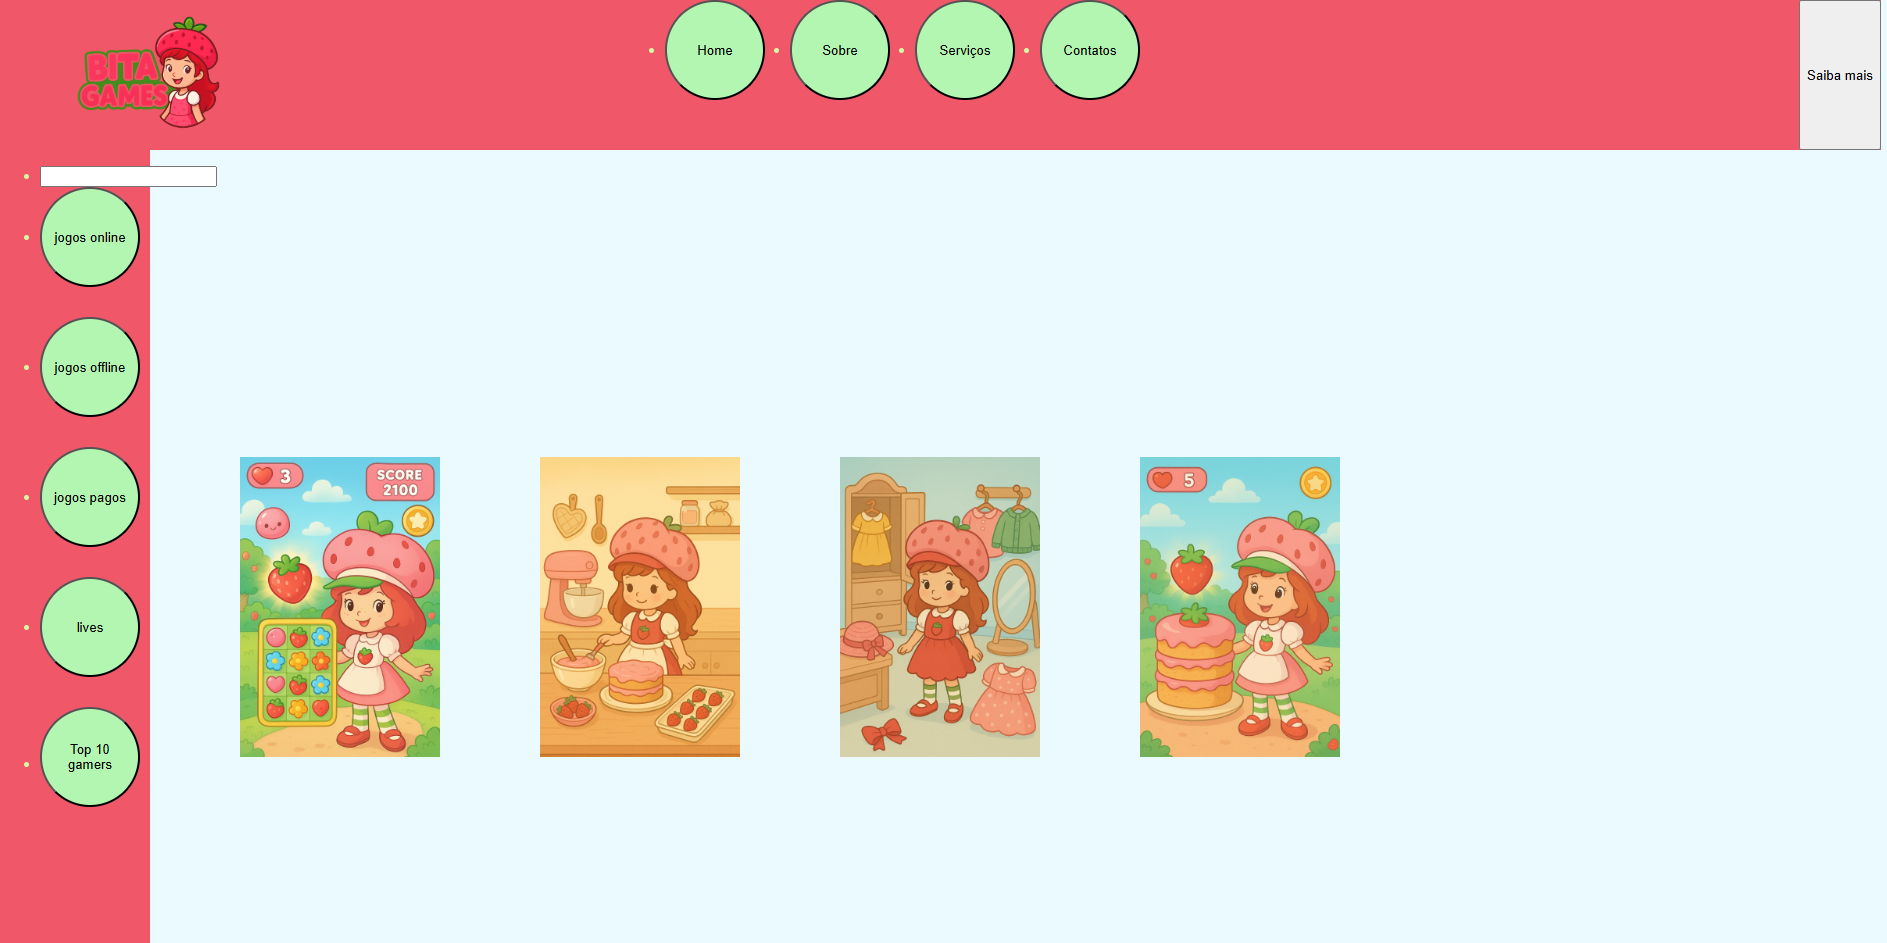 BITA
GAMES
Home
Sobre
Serviços
Contatos
Saiba mais
jogos online
jogos offline
jogos pagos
lives
Top 10
gamers
3
SCORE
2100
5